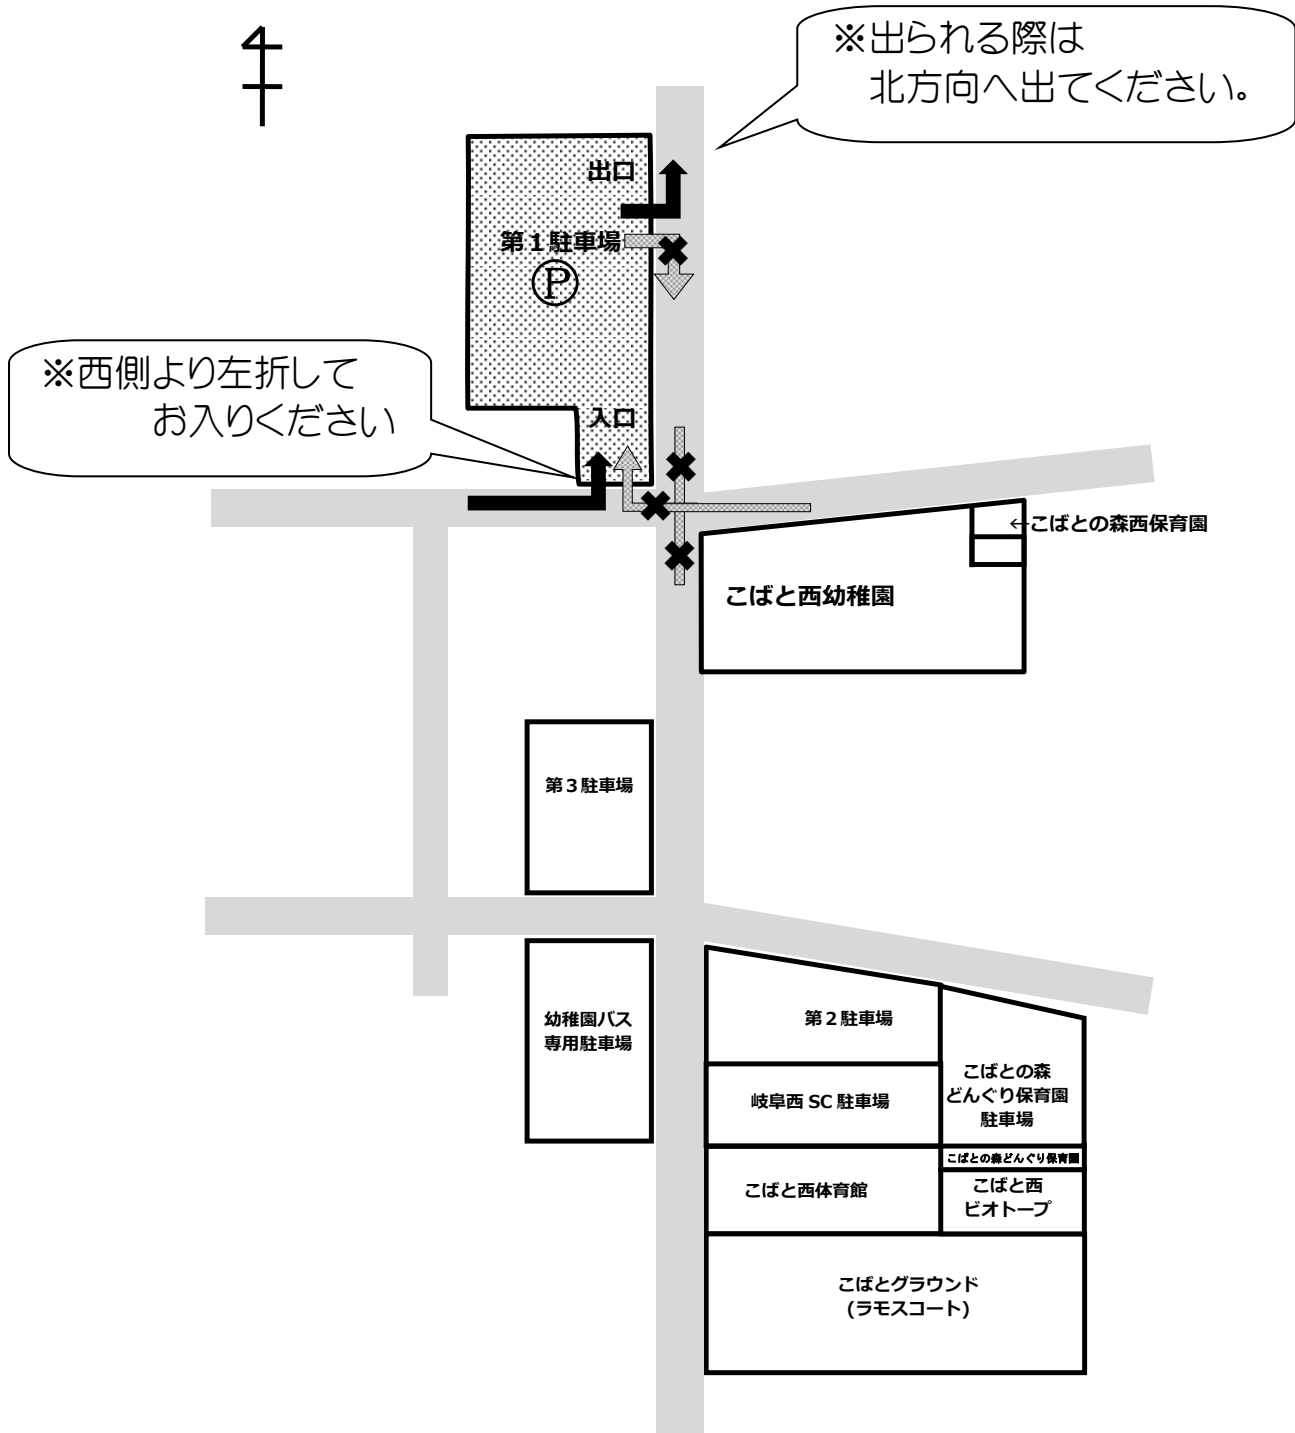 ※出られる際は
北方向へ出てください。
出口
第１駐車場
Ⓟ
※西側より左折して
お入りください
入口
←こばとの森西保育園
こばと西幼稚園
第３駐車場
幼稚園バス
専用駐車場
第２駐車場
こばとの森
どんぐり保育園
駐車場
岐阜西 SC 駐車場
こばとの森どんぐり保育園
こばと西体育館
こばと西
ビオトープ
こばとグラウンド
(ラモスコート)